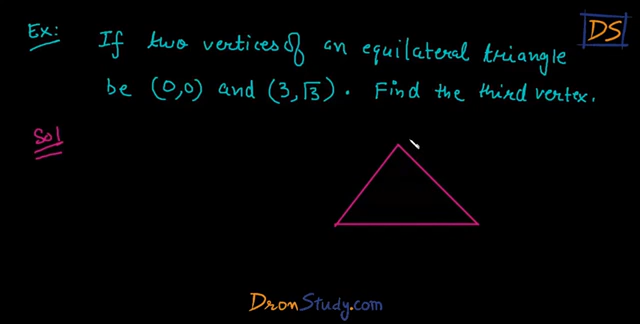 Ex: If two vertices of an equilateral triangle
be (0,0) and (3,√3). Find the third vertex.
DS
Sol
DronStudy.com